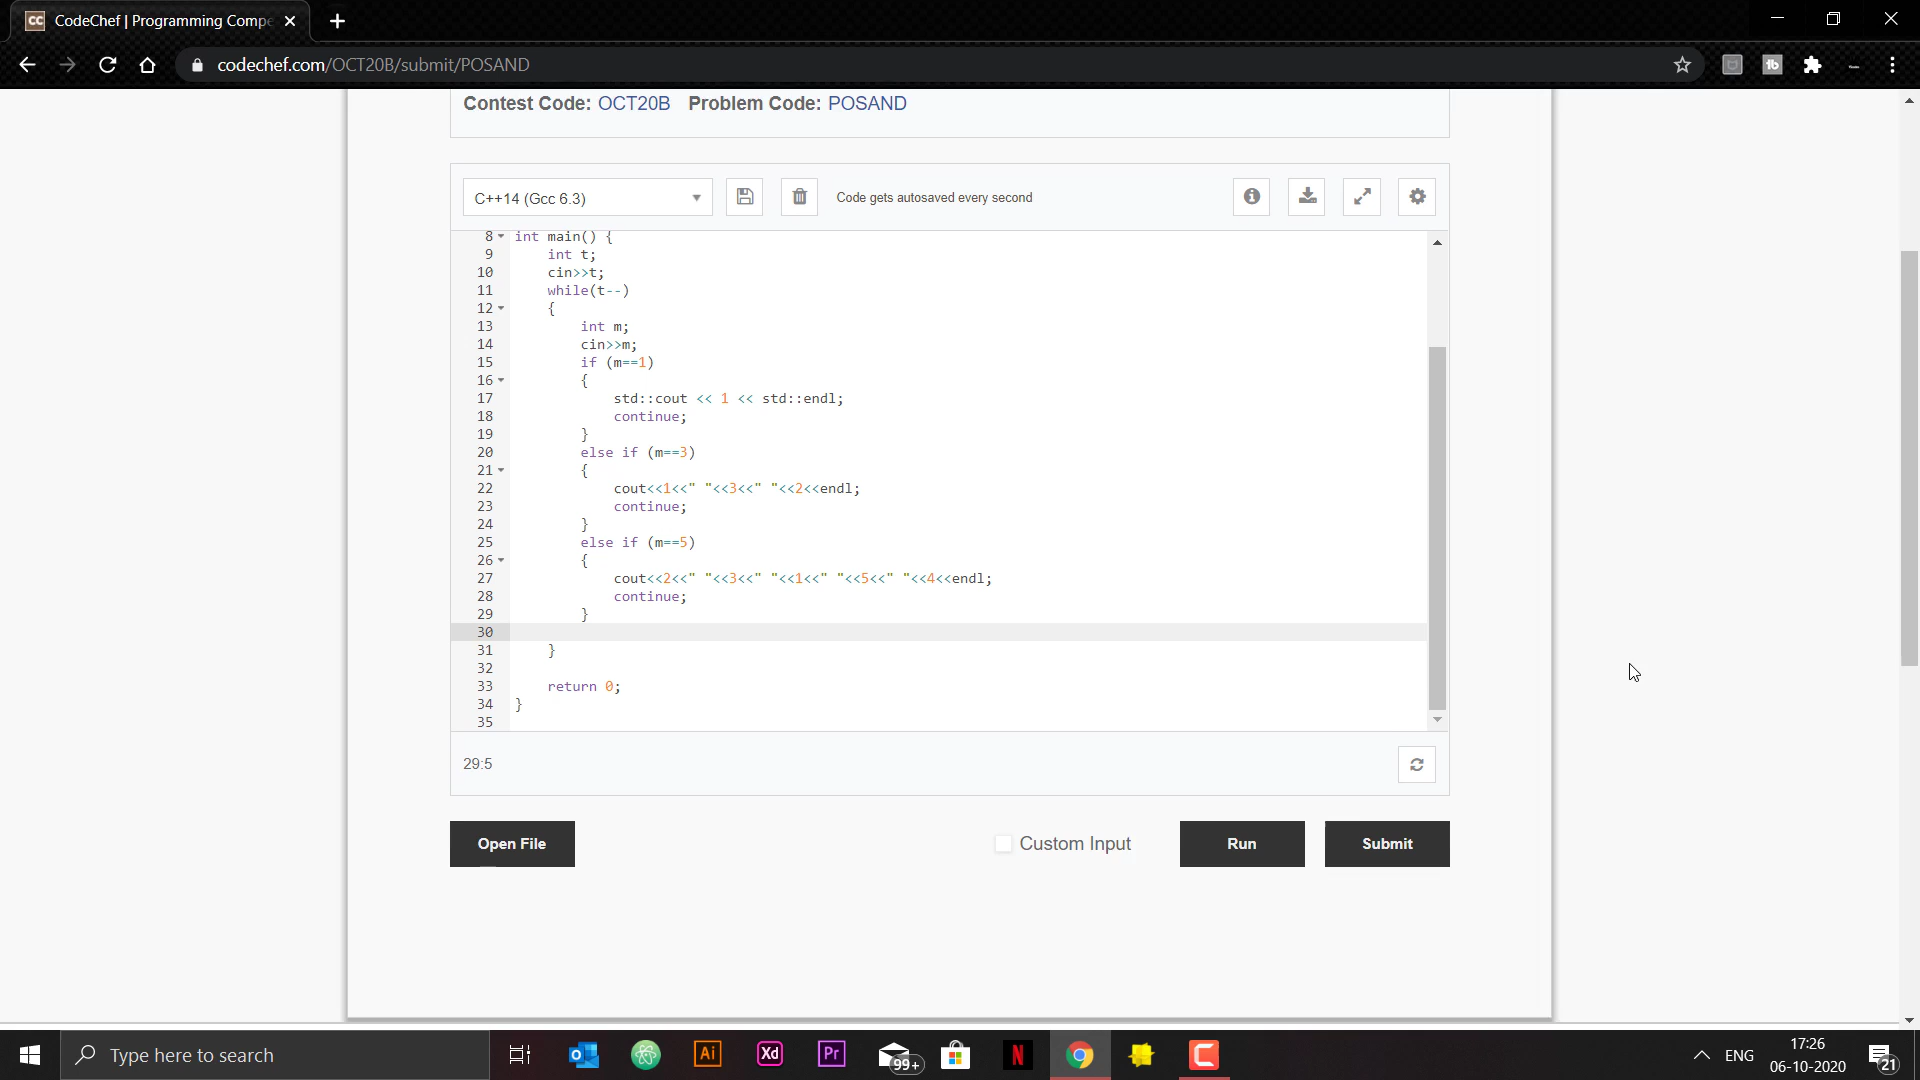 CodeChef | Programming Compe
codechef.com/OCT20B/submit/POSAND
Contest Code: OCT20B Problem Code: POSAND
C++14 (Gcc 6.3)
Code gets autosaved every second
8 int main() {
9 int t;
10 cin>>t;
11 while(t--)
12 {
13 int m;
14 cin>>m;
15 if (m==1)
16 {
17 std::cout << 1 << std::endl;
18 continue;
19 }
20 else if (m==3)
21 {
22 cout<<1<<" "<<3<<" "<<2<<endl;
23 continue;
24 }
25 else if (m==5)
26 {
27 cout<<2<<" "<<3<<" "<<1<<" "<<5<<" "<<4<<endl;
28 continue;
29 }
30
31 }
32
33 return 0;
34 }
35
29:5
Open File
Custom Input
Run
Submit
Type here to search
Ai
Xd
Pr
99+
N
ENG
17:26
06-10-2020
21